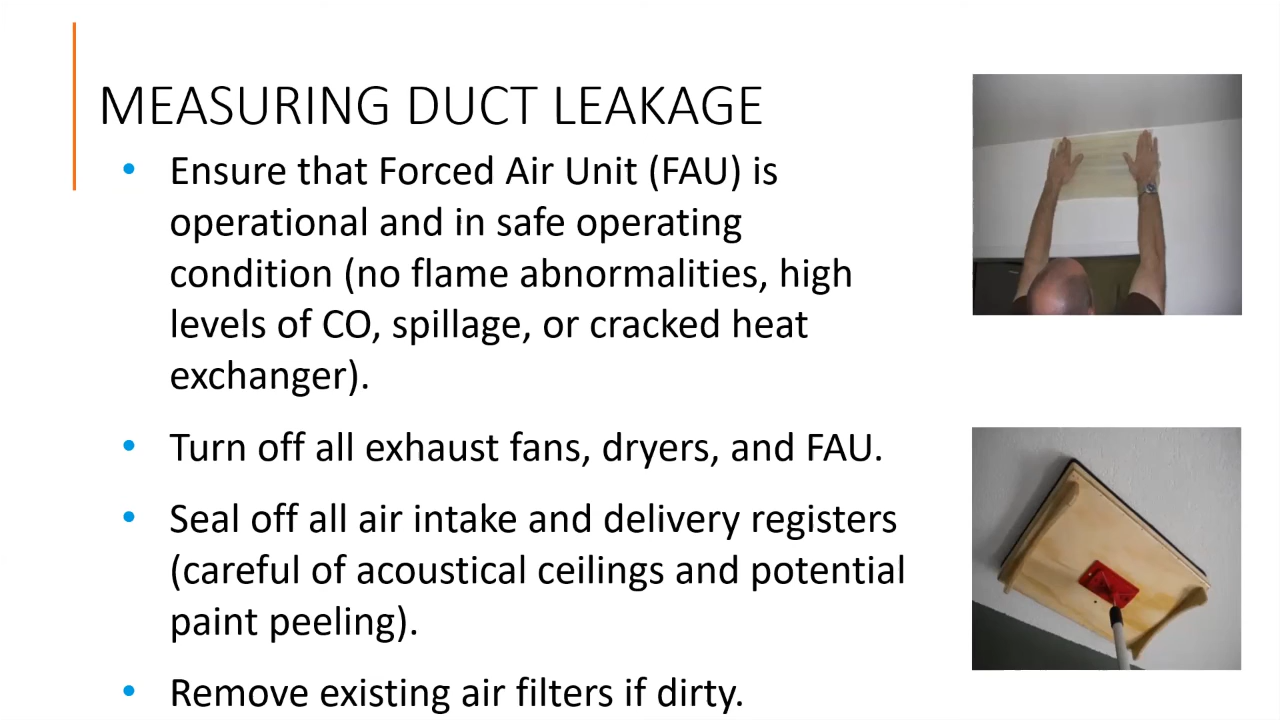 MEASURING DUCT LEAKAGE
• Ensure that Forced Air Unit (FAU) is
operational and in safe operating
condition (no flame abnormalities, high
levels of CO, spillage, or cracked heat
exchanger).
• Turn off all exhaust fans, dryers, and FAU.
• Seal off all air intake and delivery registers
(careful of acoustical ceilings and potential
paint peeling).
• Remove existing air filters if dirty.